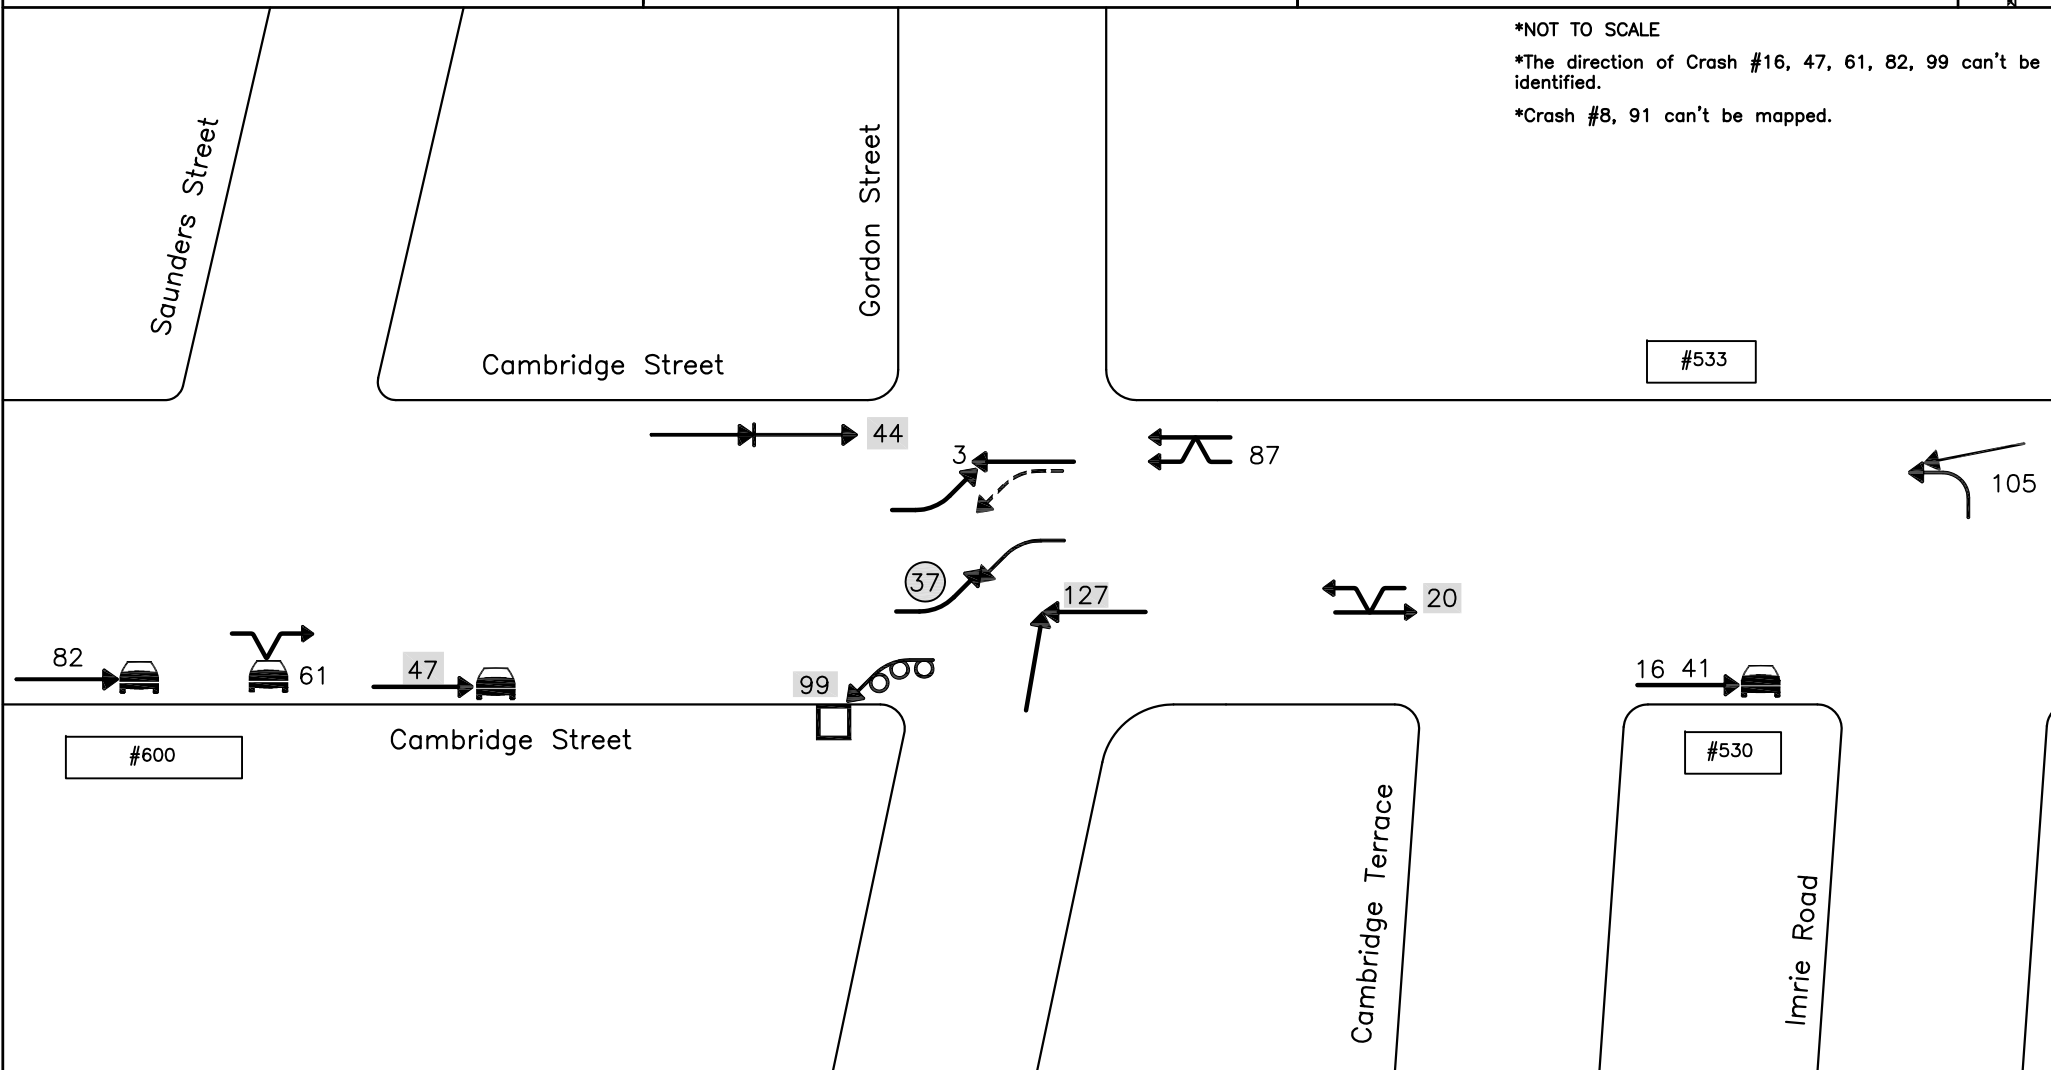 *NOT TO SCALE
*The direction of Crash #16, 47, 61, 82, 99 can't be
identified.
*Crash #8, 91 can't be mapped.
Saunders Street
Gordon Street
Cambridge Street
#533
44
3
87
105
37
127
20
82
61
47
99
16 41
Cambridge Street
#600
#530
Cambridge Terrace
Imrie Road